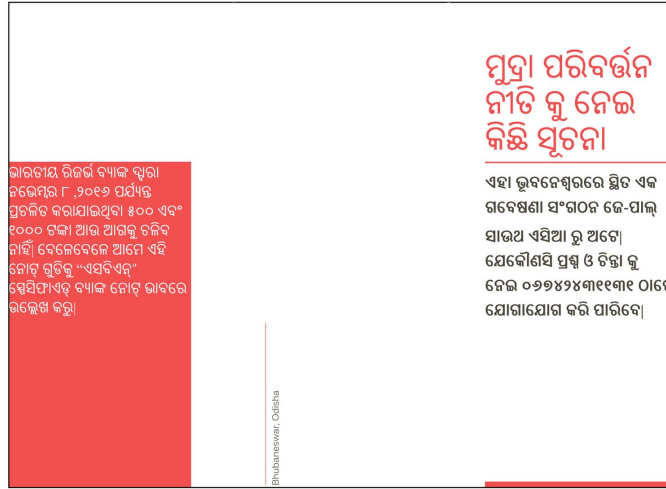 ଭାରତୀୟ ରିଜର୍ଭ ବ୍ୟାଙ୍କ ଦ୍ୱାରା
ନଭେମ୍ବର ୮ ,୨୦୧୬ ପର୍ଯ୍ୟନ୍ତ
ପ୍ରଚଳିତ କରାଯାଇଥିବା ୫୦୦ ଏବଂ
୧୦୦୦ ଟଙ୍କା ଆଉ ଆଗକୁ ଚଳିବ
ନାହିଁ| ବେଳେବେଳେ ଆମେ ଏହି
ନୋଟ୍ ଗୁଡିକୁ “ଏସବିଏନ୍”
ସ୍ପେସିଫାଏଡ୍ ବ୍ୟାଙ୍କ ନୋଟ୍ ଭାବରେ
ଉଲ୍ଲେଖ କରୁ|
Bhubaneswar, Odisha
ମୁଦ୍ରା ପରିବର୍ତ୍ତନ
ନୀତି କୁ ନେଇ
କିଛି ସୂଚନା
ଏହା ଭୂବନେଶ୍ୱରରେ ସ୍ଥିତ ଏକ
ଗବେଷଣା ସଂଗଠନ ଜେ-ପାଲ୍
ସାଉଥ ଏସିଆ ରୁ ଅଟେ|
ଯେକୌଣସି ପ୍ରଶ୍ନ ଓ ଚିନ୍ତା କୁ
ନେଇ ୦୬୭୪୨୪୩୧୧୩୧
ଯୋଗାଯୋଗ କରି ପାରିବେ|